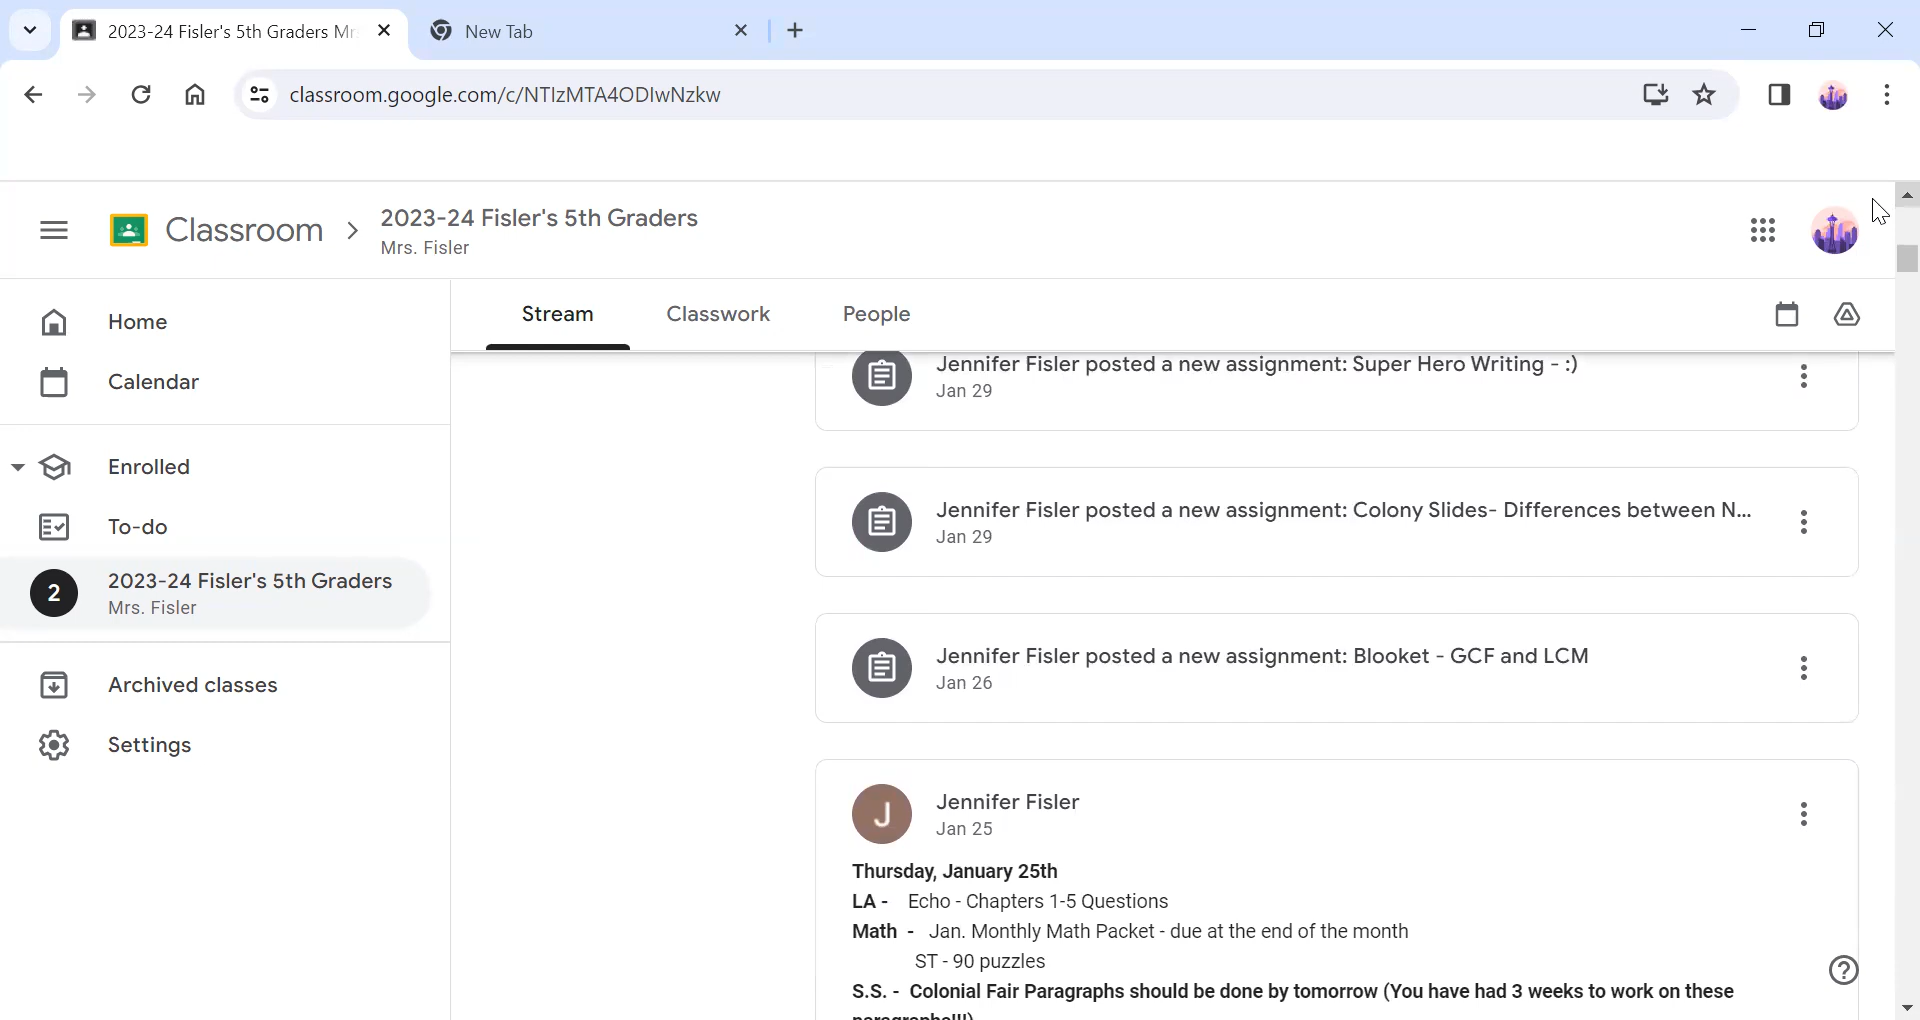 2023-24 Fisler's 5th Graders Mr
New Tab
classroom.google.com/c/NTIzMTA4ODIwNzkw
Classroom
2023-24 Fisler's 5th Graders
Mrs. Fisler
Home
Calendar
Enrolled
To-do
2
2023-24 Fisler's 5th Graders
Mrs. Fisler
Archived classes
Settings
Stream
Classwork
People
Jennifer Fisler posted a new assignment: Super Hero Writing - :)
Jan 29
Jennifer Fisler posted a new assignment: Colony Slides- Differences between N...
Jan 29
Jennifer Fisler posted a new assignment: Blooket - GCF and LCM
Jan 26
J
Jennifer Fisler
Jan 25
Thursday, January 25th
LA - Echo - Chapters 1-5 Questions
Math - Jan. Monthly Math Packet - due at the end of the month
ST - 90 puzzles
S.S. - Colonial Fair Paragraphs should be done by tomorrow (You have had 3 weeks to work on these
paragraphs!!!)